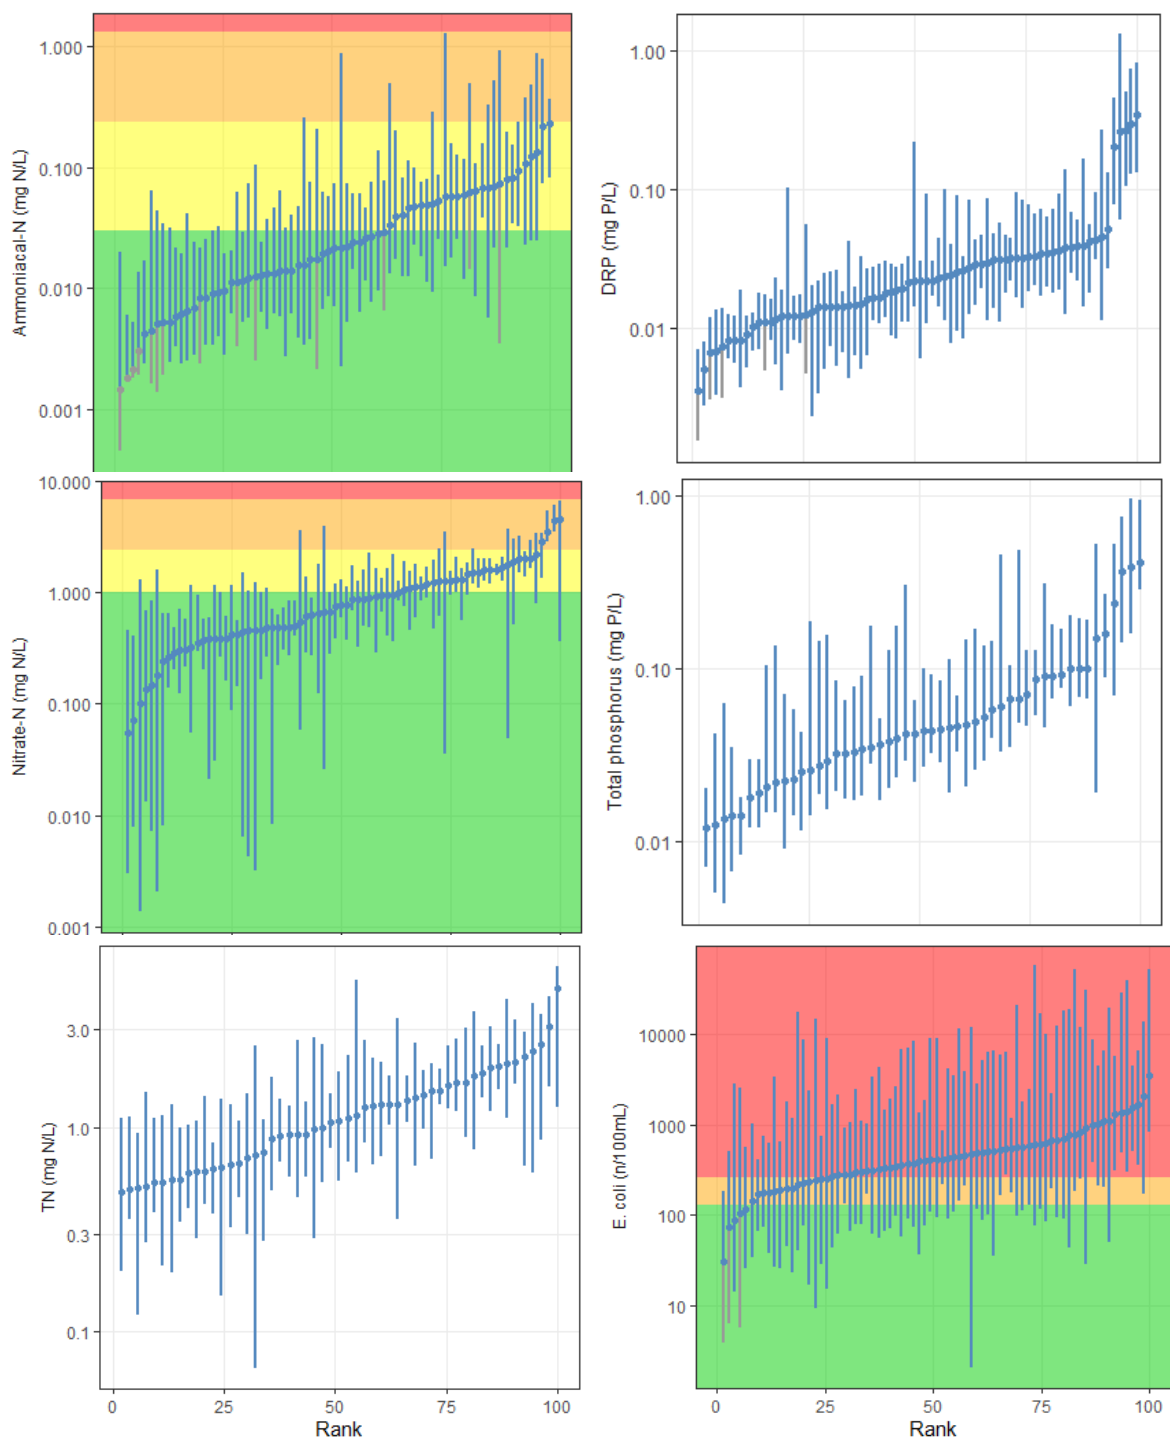 Ammoniacal-N (mg N/L)
1.000
0.100
0.010
0.001
DRP (mg P/L)
1.00
0.10
0.01
Nitrate-N (mg N/L)
10.000
1.000
0.100
0.010
0.001
Total phosphorus (mg P/L)
1.00
0.10
0.01
TN (mg N/L)
3.0
1.0
0.3
0.1
0 25 50 75 100
Rank
E. coli (n/100mL)
10000
1000
100
10
0 25 50 75 100
Rank